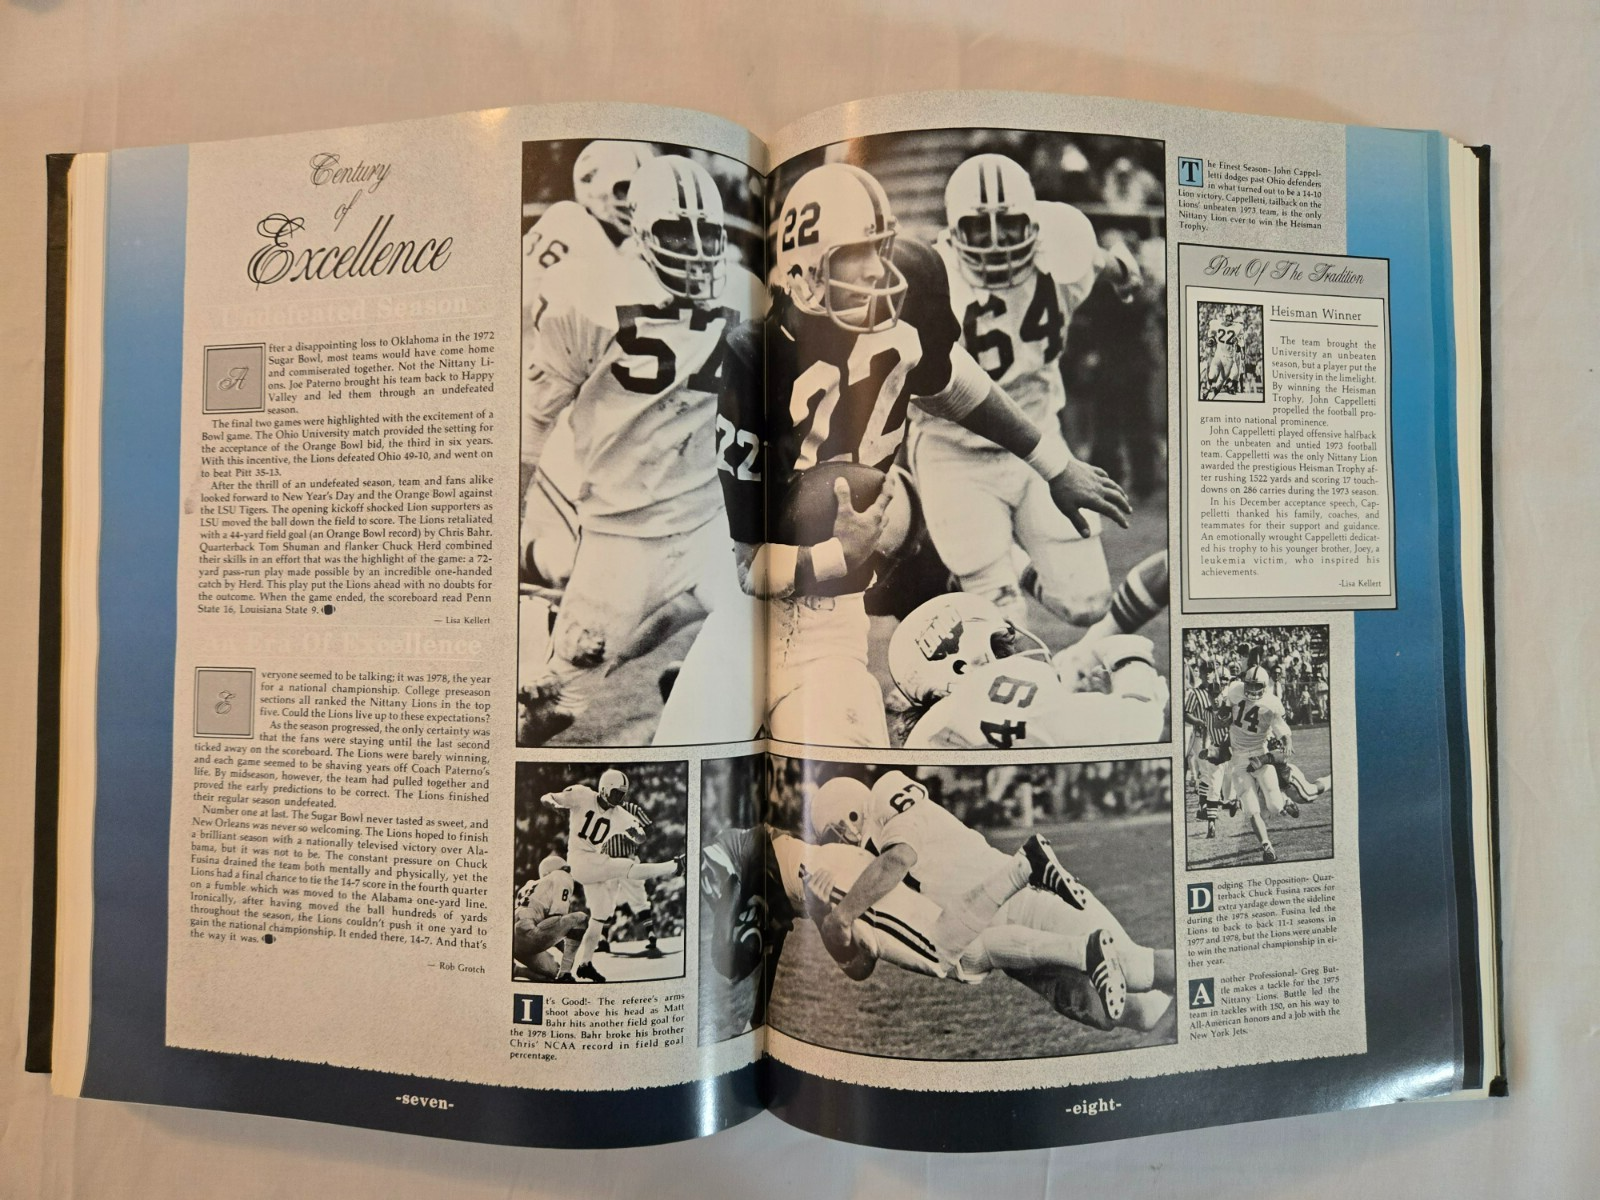 Century
of
Excellence
Undefeated Season
A
fter a disappointing loss to Oklahoma in the 1972
Sugar Bowl, most teams would have come home
and commiserated together. Not the Nittany Li-
ons. Joe Paterno brought his team back to Happy
Valley and led them through an undefeated
season.
The final two games were highlighted with the excitement of a
Bowl game. The Ohio University match provided the setting for
the acceptance of the Orange Bowl bid, the third in six years.
With this incentive, the Lions defeated Ohio 49-10, and went on
to beat Pitt 35-13.
After the thrill of an undefeated season, team and fans alike
looked forward to New Year's Day and the Orange Bowl against
the LSU Tigers. The opening kickoff shocked Lion supporters as
LSU moved the ball down the field to score. The Lions retaliated
with a 44-yard field goal (an Orange Bowl record) by Chris Bahr.
Quarterback Tom Shuman and flanker Chuck Herd combined
their skills in an effort that was the highlight of the game: a 72-
yard pass-run play made possible by an incredible one-handed
catch by Herd. This play put the Lions ahead with no doubts for
the outcome. When the game ended, the scoreboard read Penn
State 16, Louisiana State 9.
— Lisa Kellert
Era Of Excellence
E
veryone seemed to be talking; it was 1978, the year
for a national championship. College preseason
sections all ranked the Nittany Lions in the top
five. Could the Lions live up to these expectations?
As the season progressed, the only certainty was
that the fans were staying until the last second
ticked away on the scoreboard. The Lions were barely winning,
and each game seemed to be shaving years off Coach Paterno's
life. By midseason, however, the team had pulled together and
proved the early predictions to be correct. The Lions finished
their regular season undefeated.
Number one at last. The Sugar Bowl never tasted as sweet, and
New Orleans was never so welcoming. The Lions hoped to finish
a brilliant season with a nationally televised victory over Ala-
bama, but it was not to be. The constant pressure on Chuck
Fusina drained the team both mentally and physically, yet the
Lions had a final chance to tie the 14-7 score in the fourth quarter
on a fumble which was moved to the Alabama one-yard line.
Ironically, after having moved the ball hundreds of yards
throughout the season, the Lions couldn't push it one yard to
gain the national championship. It ended there, 14-7. And that's
the way it was.
— Rob Grosch
86
57
22
22
22
64
49
10
8
It's Good!- The referee's arms
shoot above his head as Matt
Bahr hits another field goal for
the 1978 Lions. Bahr broke his brother
Chris' NCAA record in field goal
percentage.
-seven-
67
The Finest Season- John Cappel-
letti dodges past Ohio defenders
in what turned out to be a 14-10
Lion victory. Cappelletti, tailback on the
Lions' unbeaten 1973 team, is the only
Nittany Lion ever to win the Heisman
Trophy.
Part Of The Tradition
22
Heisman Winner
The team brought the
University an unbeaten
season, but a player put the
University in the limelight.
By winning the Heisman
Trophy, John Cappelletti
propelled the football pro-
gram into national prominence.
John Cappelletti played offensive halfback
on the unbeaten and untied 1973 football
team. Cappelletti was the only Nittany Lion
awarded the prestigious Heisman Trophy af-
ter rushing 1522 yards and scoring 17 touch-
downs on 286 carries during the 1973 season.
In his December acceptance speech, Cap-
pelletti thanked his family, coaches, and
teammates for their support and guidance.
An emotionally wrought Cappelletti dedicat-
ed his trophy to his younger brother, Joey, a
leukemia victim, who inspired his
achievements.
-Lisa Kellert
14
Dodging The Opposition- Quar-
terback Chuck Fusina races for
extra yardage down the sideline
during the 1978 season. Fusina led the
Lions to back to back 11-1 seasons in
1977 and 1978, but the Lions were unable
to win the national championship in ei-
ther year.
Another Professional- Greg But-
tle makes a tackle for the 1975
Nittany Lions. Buttle led the
team in tackles with 150, on his way to
All-American honors and a job with the
New York Jets.
-eight-